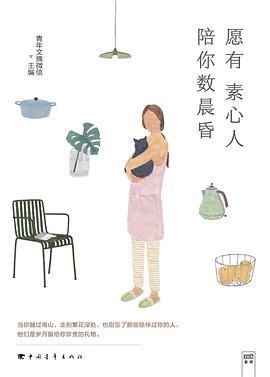 愿有 素心人
陪你数晨昏
青年文摘微信
主编
当你越过高山，走到繁花深处，也别忘了那些陪伴过你的人，
他们是岁月留给你珍贵的礼物。
中国青年出版社